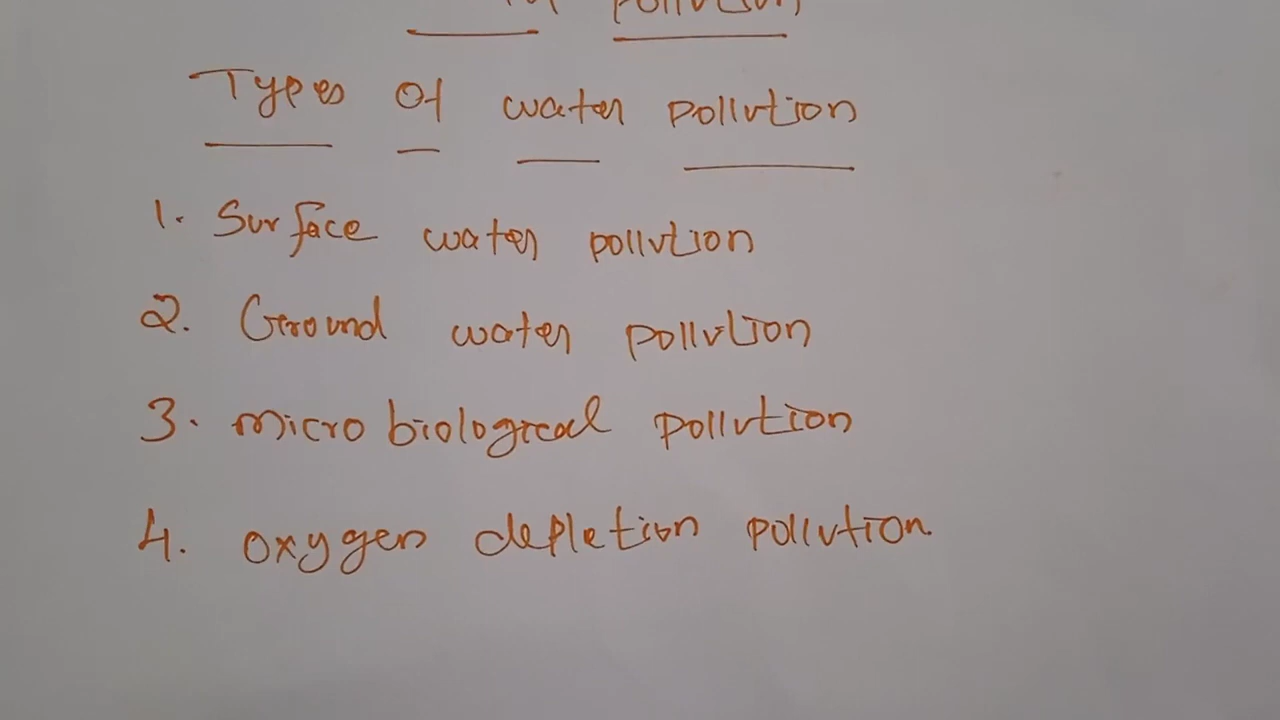 pollution
Types of water pollution
1. Surface water pollution
2. Ground water pollution
3. micro biological pollution
4. oxygen depletion pollution